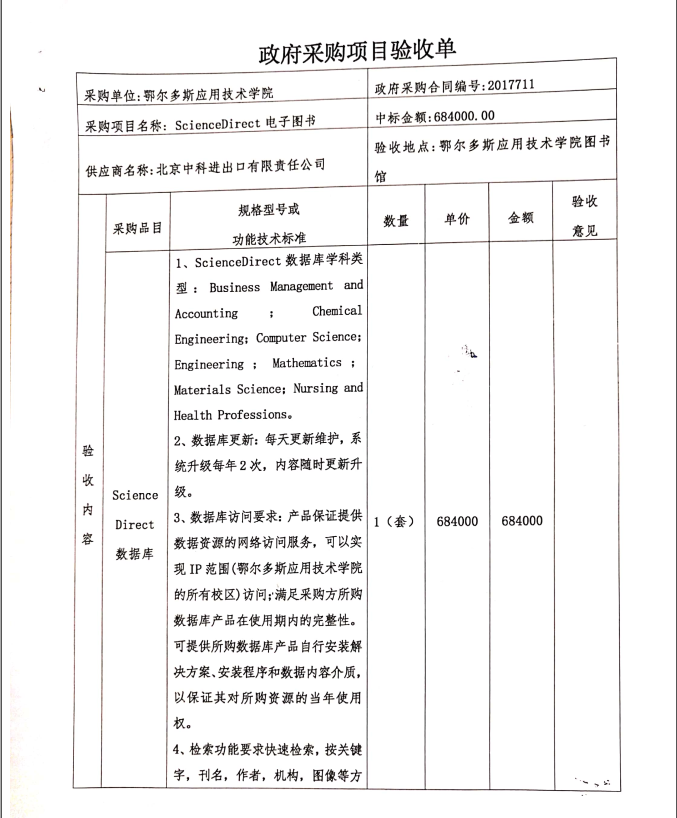 政府采购项目验收单
采购单位:鄂尔多斯应用技术学院
政府采购合同编号:2017711
采购项目名称: ScienceDirect 电子图书
中标金额:684000.00
供应商名称:北京中科进出口有限责任公司
验收地点:鄂尔多斯应用技术学院图书
馆
验收内容
采购品目
规格型号或
功能技术标准
数量
单价
金额
验收
意见
Science
Direct
数据库
1、ScienceDirect 数据库学科类
型: Business Management and
Accounting ; Chemical
Engineering; Computer Science;
Engineering ; Mathematics ;
Materials Science; Nursing and
Health Professions。
2、数据库更新: 每天更新维护, 系
统升级每年 2 次, 内容随时更新升
级。
3、数据库访问要求: 产品保证提供
数据资源的网络访问服务, 可以实
现 IP 范围(鄂尔多斯应用技术学院
的所有校区)访问;满足采购方所购
数据库产品在使用期内的完整性。
可提供所购数据库产品自行安装解
决方案、安装程序和数据内容介质,
以保证其对所购资源的当年使用
权。
4、检索功能要求快速检索, 按关键
字, 刊名, 作者, 机构, 图像等方
1（套）
684000
684000